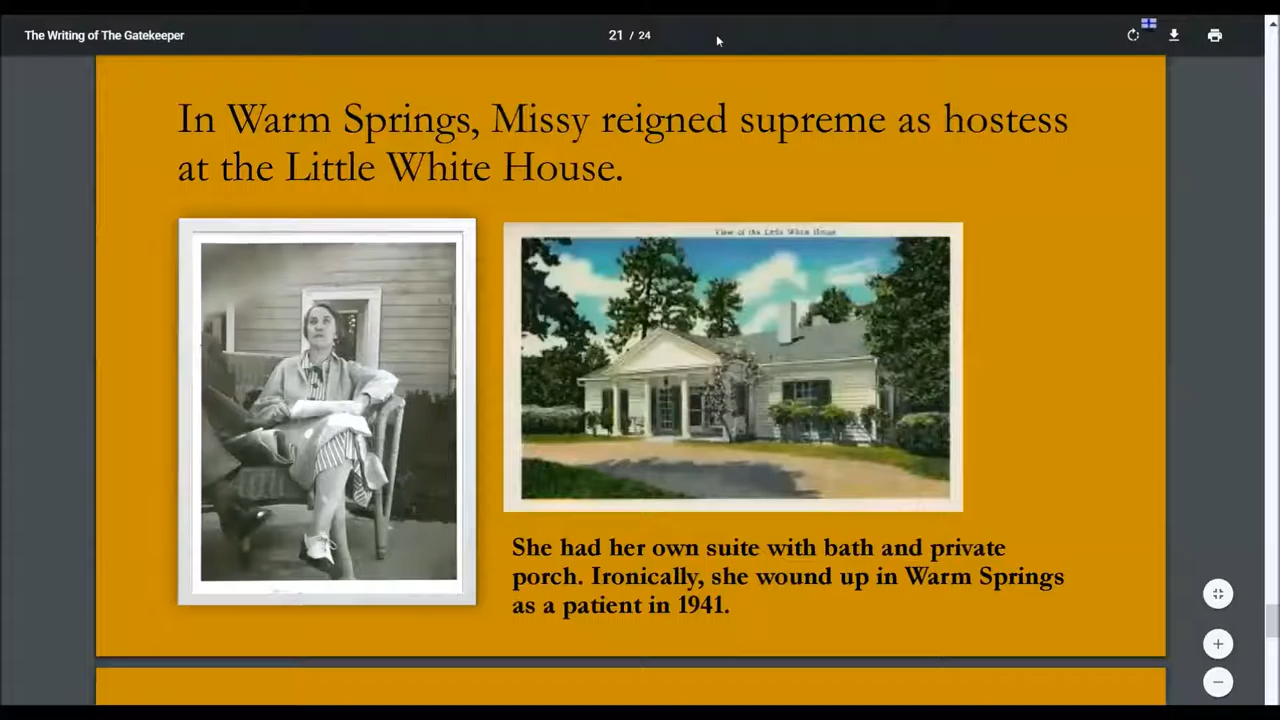 The Writing of The Gatekeeper
21 / 24
In Warm Springs, Missy reigned supreme as hostess
at the Little White House.
View of the Little White House
She had her own suite with bath and private
porch. Ironically, she wound up in Warm Springs
as a patient in 1941.